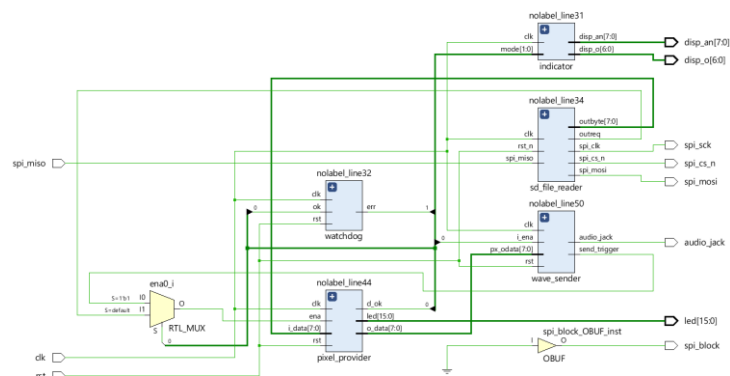 nolabel_line31
clk
mode[1:0]
disp_an[7:0]
disp_o[6:0]
indicator
disp_an[7:0]
disp_o[6:0]
nolabel_line34
clk
rst_n
spi_miso
outbyte[7:0]
outreq
spi_clk
spi_cs_n
spi_mosi
sd_file_reader
spi_sck
spi_cs_n
spi_mosi
spi_miso
nolabel_line32
clk
ok
rst
err
watchdog
0
1
nolabel_line50
clk
i_ena
px_odata[7:0]
rst
audio_jack
send_trigger
wave_sender
0
audio_jack
ena0_i
S=1'b1
I0
S=default
I1
S
O
RTL_MUX
0
nolabel_line44
clk
ena
i_data[7:0]
rst
d_ok
led[15:0]
o_data[7:0]
pixel_provider
0
led[15:0]
spi_block_OBUF_inst
I
O
OBUF
spi_block
clk